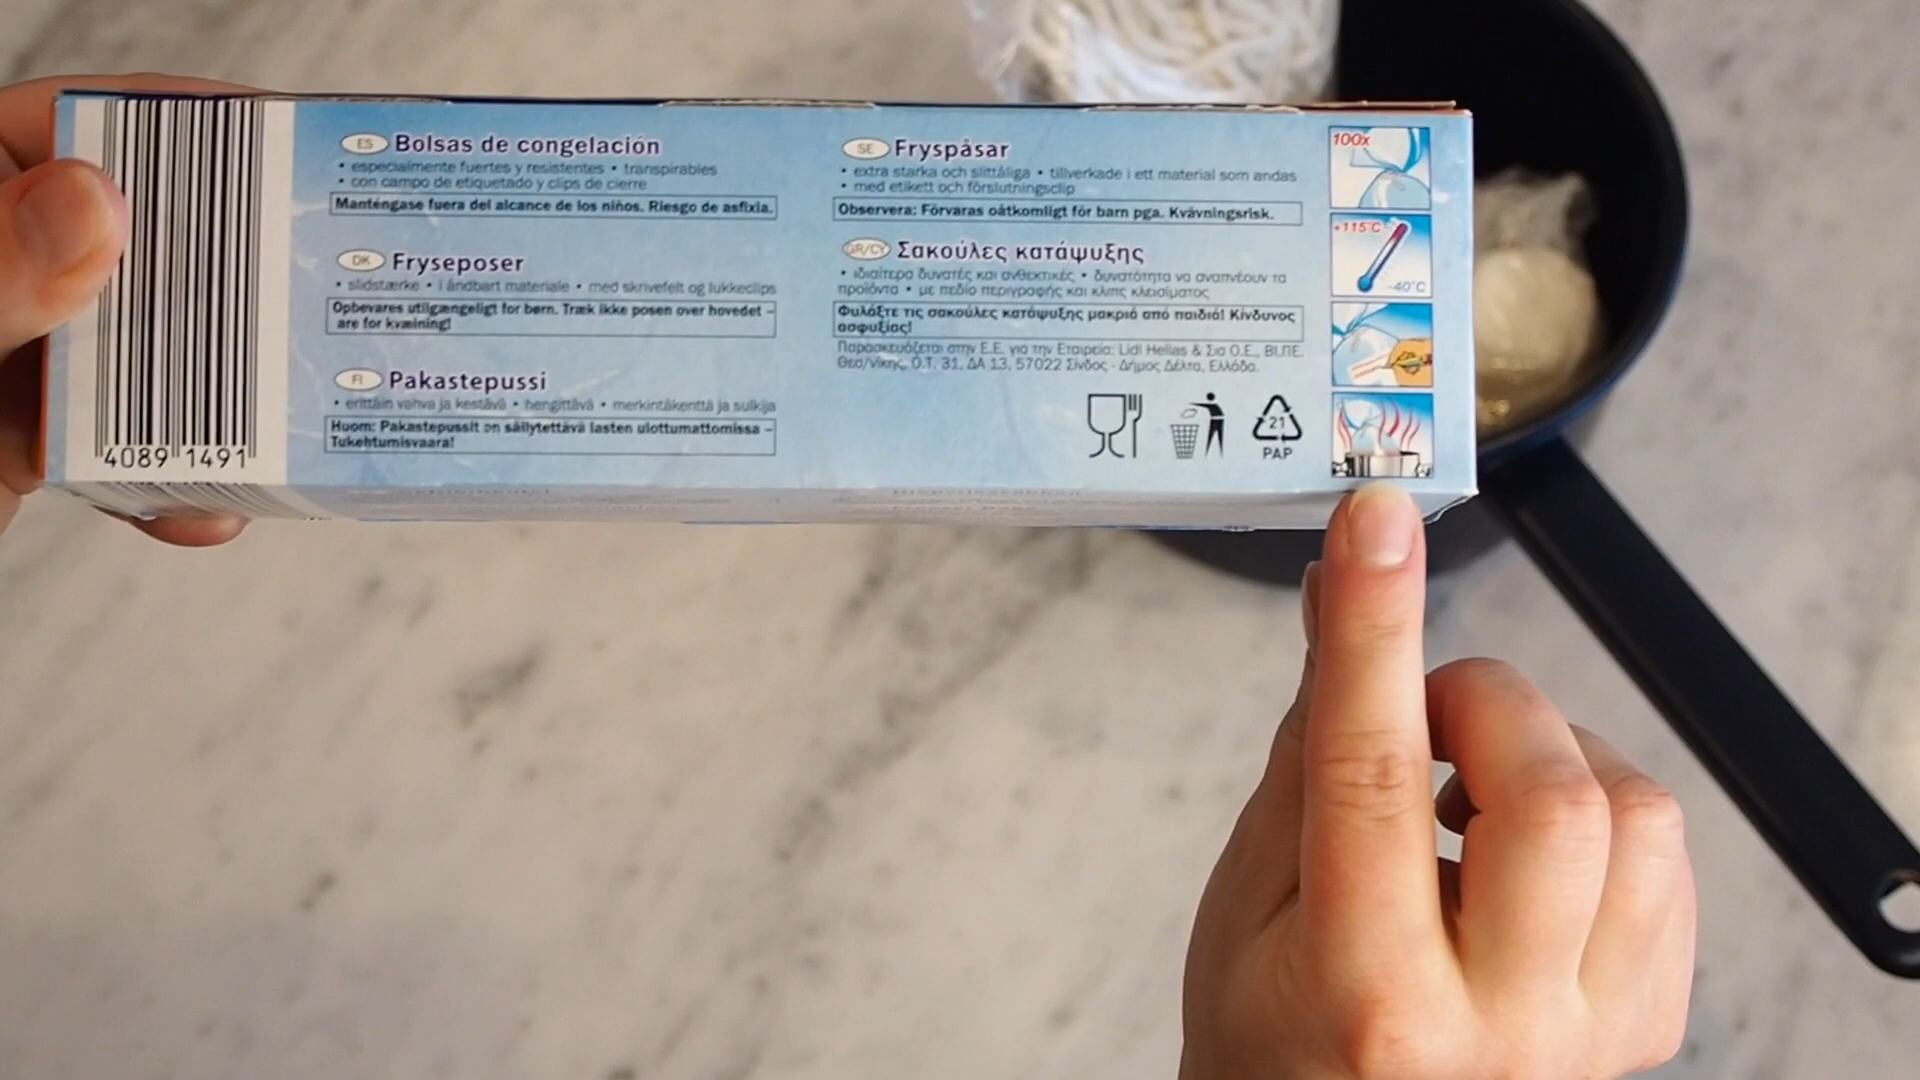 ES Bolsas de congelación
• especialmente fuertes y resistentes • transpirables
• con campo de etiquetado y clips de cierre
Manténgase fuera del alcance de los niños. Riesgo de asfixia.
DK Fryseposer
• slidstærke • i åndbart materiale • med skrivefelt og lukkeclips
Opbevares utilgængeligt for børn. Træk ikke posen over hovedet –
are for kvælning!
FI Pakastepussi
• erittäin vahva ja kestävä • hengittävä • merkintäkenttä ja sulkija
Huom: Pakastepussit on säilytettävä lasten ulottumattomissa –
Tukehtumisvaara!
4089 1491
SE Fryspåsar
• extra starka och slittåliga • tillverkade i ett material som andas
• med etikett och förslutningsclip
Observera: Förvaras oåtkomligt för barn pga. Kvävningsrisk.
GR/CY Σακούλες κατάψυξης
• ιδιαίτερα δυνατές και ανθεκτικές • δυνατότητα να αναπνέουν τα
προϊόντα • με πεδίο περιγραφής και κλιπς κλεισίματος
Φυλάξτε τις σακούλες κατάψυξης μακριά από παιδιά! Κίνδυνος
ασφυξίας!
Παρασκευάζεται στην Ε.Ε. για την Εταιρεία: Lidl Hellas & Σια Ο.Ε., ΒΙ.ΠΕ.
Θεσ/νίκης, Ο.Τ. 31, ΔΑ 13, 57022 Σίνδος - Δήμος Δέλτα, Ελλάδα.
21
PAP
100x
+115°C
-40°C